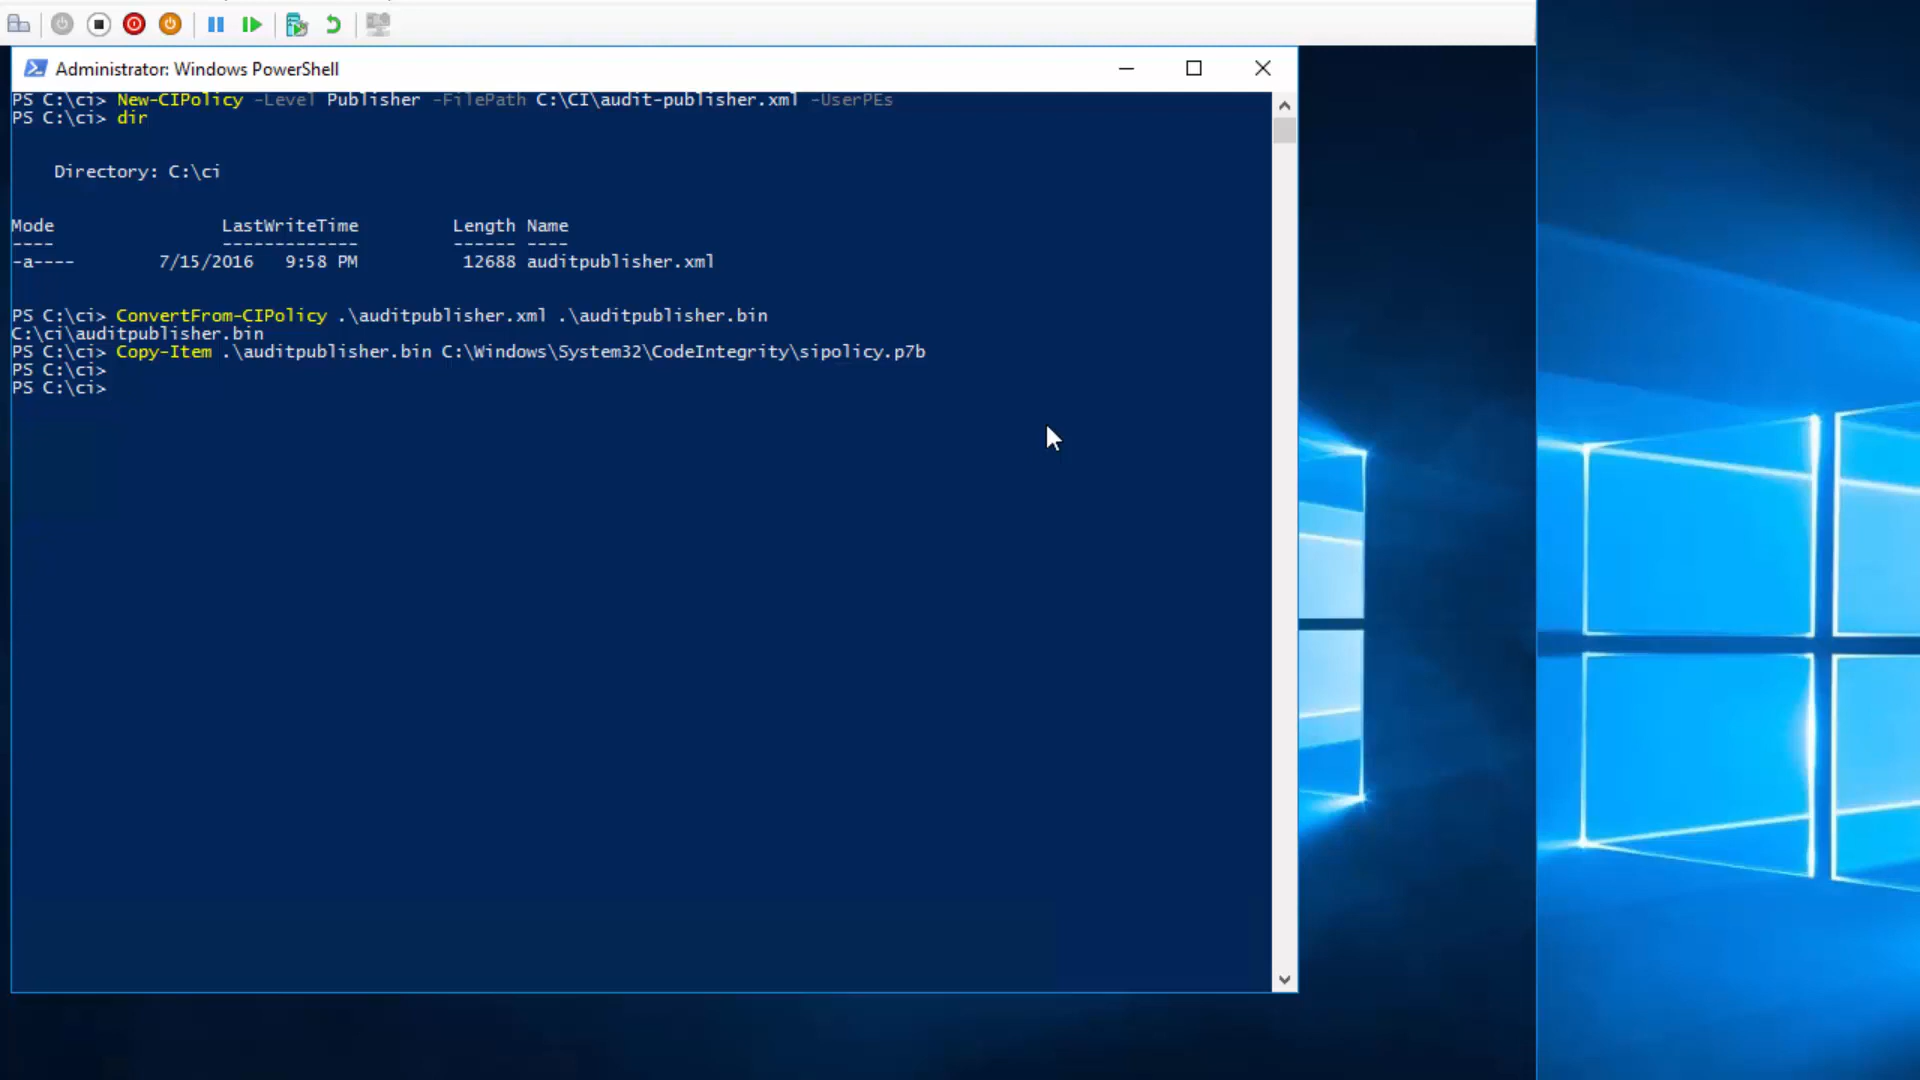 Administrator: Windows PowerShell
PS C:\ci> New-CIPolicy -Level Publisher -FilePath C:\CI\audit-publisher.xml -UserPEs
PS C:\ci> dir
Directory: C:\ci
Mode LastWriteTime Length Name
---- ------------- ------ ----
-a---- 7/15/2016 9:58 PM 12688 auditpublisher.xml
PS C:\ci> ConvertFrom-CIPolicy .\auditpublisher.xml .\auditpublisher.bin
C:\ci\auditpublisher.bin
PS C:\ci> Copy-Item .\auditpublisher.bin C:\Windows\System32\CodeIntegrity\sipolicy.p7b
PS C:\ci>
PS C:\ci>